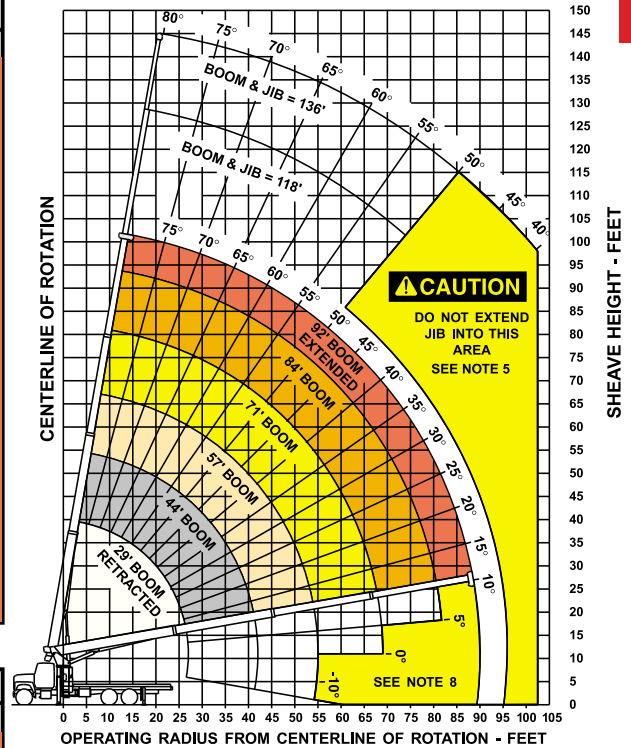 80°
75°
70°
65°
60°
55°
50°
45°
40°
BOOM & JIB = 136'
BOOM & JIB = 118'
75°
70°
65°
60°
55°
50°
45°
40°
35°
30°
25°
20°
15°
10°
5°
0°
-10°
CAUTION
DO NOT EXTEND
JIB INTO THIS
AREA
SEE NOTE 5
92' BOOM
EXTENDED
84' BOOM
71' BOOM
57' BOOM
44' BOOM
29' BOOM
RETRACTED
SEE NOTE 8
CENTERLINE OF ROTATION
150
145
140
135
130
125
120
115
110
105
100
95
90
85
80
75
70
65
60
55
50
45
40
35
30
25
20
15
10
5
0
SHEAVE HEIGHT - FEET
0 5 10 15 20 25 30 35 40 45 50 55 60 65 70 75 80 85 90 95 100 105
OPERATING RADIUS FROM CENTERLINE OF ROTATION - FEET